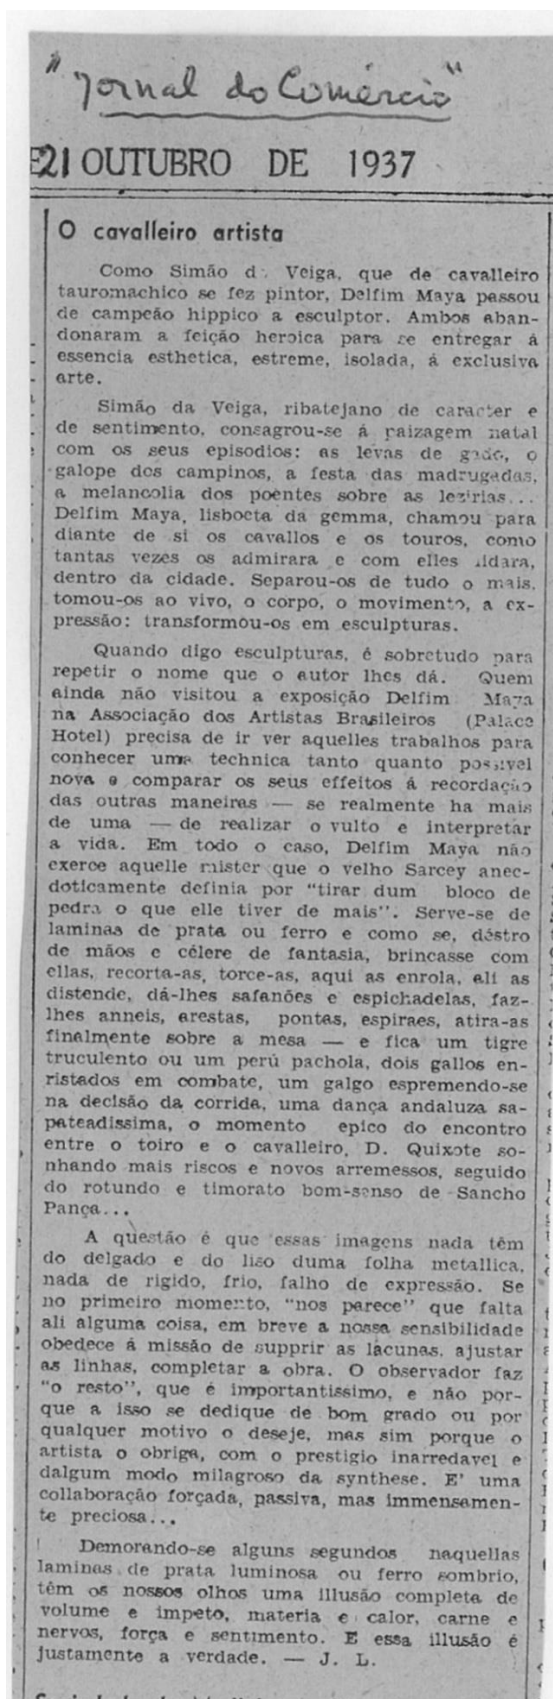 "Jornal do Comércio"
E21 OUTUBRO DE 1937
O cavalleiro artista
Como Simão da Veiga, que de cavalleiro
tauromachico se fez pintor, Delfim Maya passou
de campeão hippico a esculptor. Ambos aban-
donaram a feição heroica para se entregar á
essencia esthetica, estreme, isolada, á exclusiva
arte.
Simão da Veiga, ribatejano de caracter e
de sentimento, consagrou-se á paizagem natal
com os seus episodios: as levas de gado, o
galope dos campinos, a festa das madrugadas,
a melancolia dos poentes sobre as lezirias...
Delfim Maya, lisboeta da gemma, chamou para
diante de si os cavallos e os touros, como
tantas vezes os admirara e com elles lidara,
dentro da cidade. Separou-os de tudo o mais,
tomou-os ao vivo, o corpo, o movimento, a ex-
pressão: transformou-os em esculpturas.
Quando digo esculpturas, é sobretudo para
repetir o nome que o autor lhes dá. Quem
ainda não visitou a exposição Delfim Maya
na Associação dos Artistas Brasileiros (Palace
Hotel) precisa de ir ver aquelles trabalhos para
conhecer uma technica tanto quanto possivel
nova e comparar os seus effeitos á recordação
das outras maneiras — se realmente ha mais
de uma — de realizar o vulto e interpretar
a vida. Em todo o caso, Delfim Maya não
exerce aquelle mister que o velho Sarcey anec-
doticamente definia por "tirar dum bloco de
pedra o que elle tiver de mais". Serve-se de
laminas de prata ou ferro e como se, déstro
de mãos e célere de fantasia, brincasse com
ellas, recorta-as, torce-as, aqui as enrola, ali as
distende, dá-lhes safanões e espichadelas, faz-
lhes anneis, arestas, pontas, espiraes, atira-as
finalmente sobre a mesa — e fica um tigre
truculento ou um perú pachola, dois gallos en-
ristados em combate, um galgo espremendo-se
na decisão da corrida, uma dança andaluza sa-
pateadissima, o momento epico do encontro
entre o toiro e o cavalleiro, D. Quixote so-
nhando mais riscos e novos arremessos, seguido
do rotundo e timorato bom-senso de Sancho
Pança...
A questão é que essas imagens nada têm
do delgado e do liso duma folha metallica,
nada de rigido, frio, falho de expressão. Se
no primeiro momento, "nos parece" que falta
ali alguma coisa, em breve a nossa sensibilidade
obedece á missão de supprir as lacunas, ajustar
as linhas, completar a obra. O observador faz
"o resto", que é importantissimo, e não por-
que a isso se dedique de bom grado ou por
qualquer motivo o deseje, mas sim porque o
artista o obriga, com o prestigio inarredavel e
dalgum modo milagroso da synthese. E' uma
collaboração forçada, passiva, mas immensamen-
te preciosa...
Demorando-se alguns segundos naquellas
laminas de prata luminosa ou ferro sombrio,
têm os nossos olhos uma illusão completa de
volume e impeto, materia e calor, carne e
nervos, força e sentimento. E essa illusão é
justamente a verdade. — J. L.